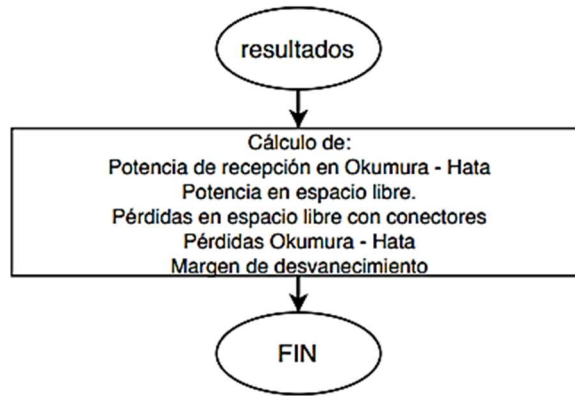 resultados
Cálculo de:
Potencia de recepción en Okumura - Hata
Potencia en espacio libre.
Pérdidas en espacio libre con conectores
Pérdidas Okumura - Hata
Margen de desvanecimiento
FIN